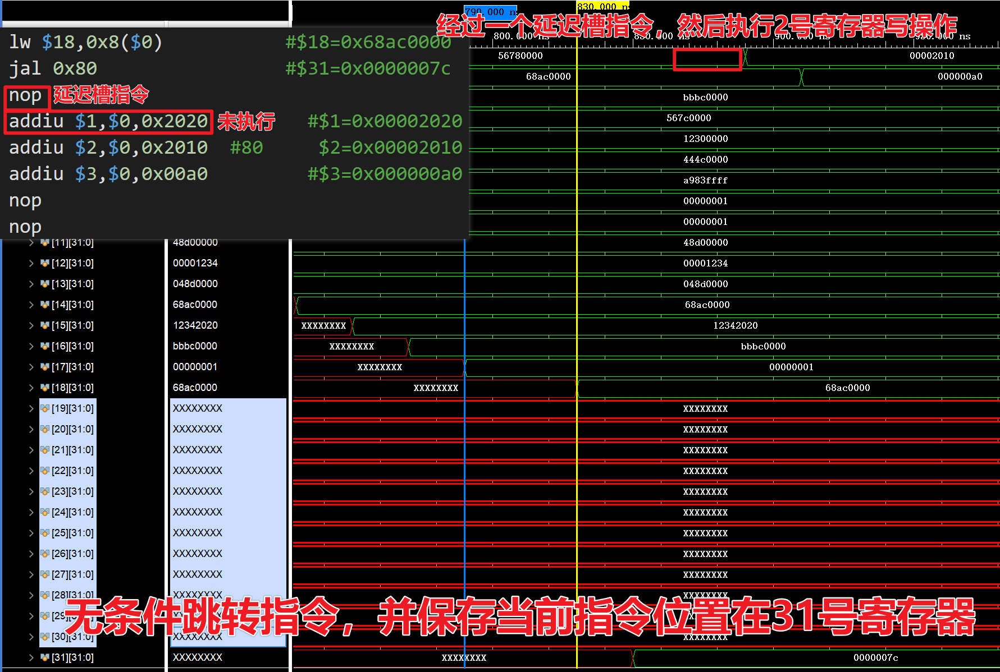 790.000 ns
830.000 ns
经过一个延迟槽指令，然后执行2号寄存器写操作
800.000 ns
850.000 ns
900.000 ns
950.000 ns
lw $18,0x8($0) #$18=0x68ac0000
jal 0x80 #$31=0x0000007c
nop 延迟槽指令
addiu $1,$0,0x2020 未执行 #$1=0x00002020
addiu $2,$0,0x2010 #80 $2=0x00002010
addiu $3,$0,0x00a0 #$3=0x000000a0
nop
nop
56780000 00002010
68ac0000 000000a0
bbbc0000
567c0000
12300000
444c0000
a983ffff
00000001
00000001
[11][31:0] 48d00000 48d00000
[12][31:0] 00001234 00001234
[13][31:0] 048d0000 048d0000
[14][31:0] 68ac0000 68ac0000
[15][31:0] 12342020 XXXXXXXX 12342020
[16][31:0] bbbc0000 XXXXXXXX bbbc0000
[17][31:0] 00000001 XXXXXXXX 00000001
[18][31:0] 68ac0000 XXXXXXXX 68ac0000
[19][31:0] XXXXXXXX XXXXXXXX
[20][31:0] XXXXXXXX XXXXXXXX
[21][31:0] XXXXXXXX XXXXXXXX
[22][31:0] XXXXXXXX XXXXXXXX
[23][31:0] XXXXXXXX XXXXXXXX
[24][31:0] XXXXXXXX XXXXXXXX
[25][31:0] XXXXXXXX XXXXXXXX
[26][31:0] XXXXXXXX XXXXXXXX
[27][31:0] XXXXXXXX XXXXXXXX
[28][31:0] XXXXXXXX XXXXXXXX
[29]
无条件跳转指令，并保存当前指令位置在31号寄存器
[30][31:0] XXXXXXXX XXXXXXXX
[31][31:0] XXXXXXXX XXXXXXXX 0000007c